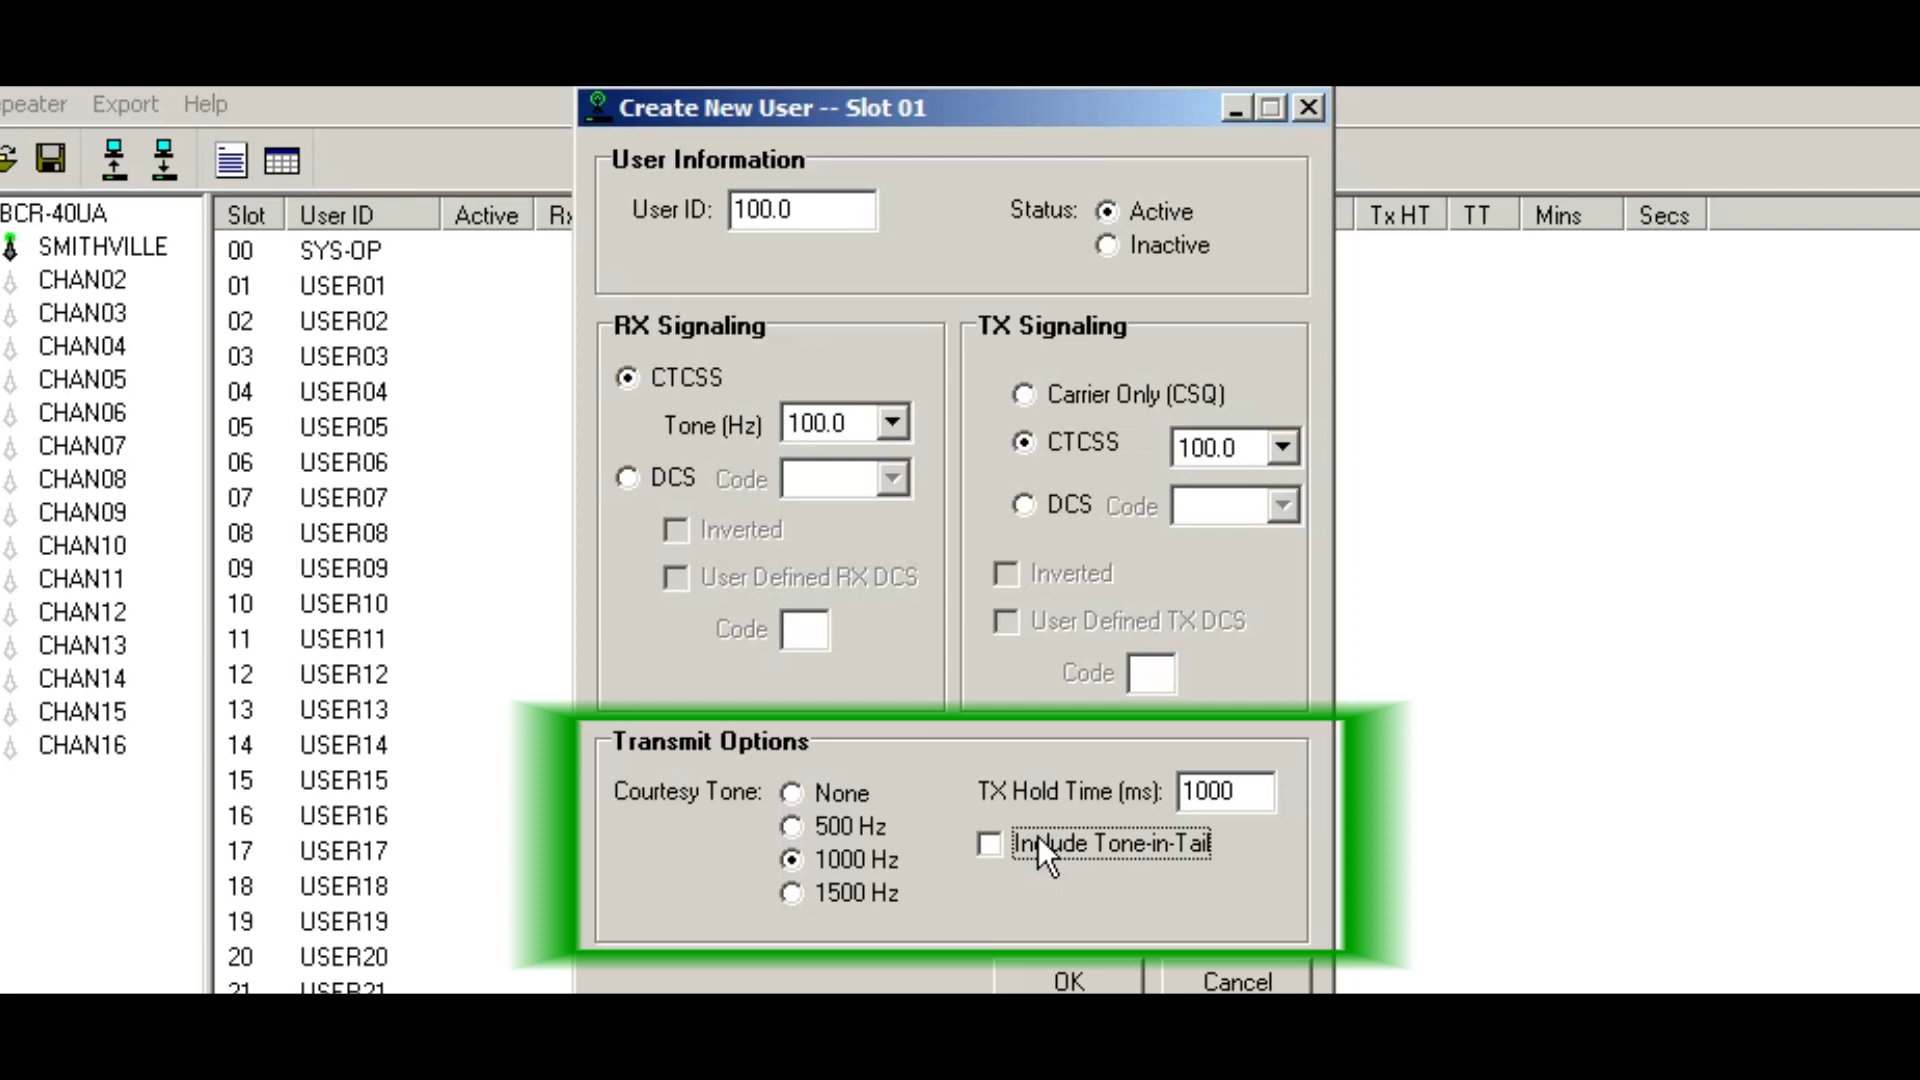 peater Export Help
Create New User -- Slot 01
BCR-40UA
SMITHVILLE
CHAN02
CHAN03
CHAN04
CHAN05
CHAN06
CHAN07
CHAN08
CHAN09
CHAN10
CHAN11
CHAN12
CHAN13
CHAN14
CHAN15
CHAN16
Slot User ID Active Rx
00 SYS-OP
01 USER01
02 USER02
03 USER03
04 USER04
05 USER05
06 USER06
07 USER07
08 USER08
09 USER09
10 USER10
11 USER11
12 USER12
13 USER13
14 USER14
15 USER15
16 USER16
17 USER17
18 USER18
19 USER19
20 USER20
21 USER21
User Information
User ID: 100.0
Status: Active
Inactive
RX Signaling
CTCSS
Tone (Hz) 100.0
DCS Code
Inverted
User Defined RX DCS
Code
TX Signaling
Carrier Only (CSQ)
CTCSS 100.0
DCS Code
Inverted
User Defined TX DCS
Code
Transmit Options
Courtesy Tone: None
500 Hz
1000 Hz
1500 Hz
TX Hold Time (ms): 1000
Include Tone-in-Tail
OK Cancel
Tx HT TT Mins Secs